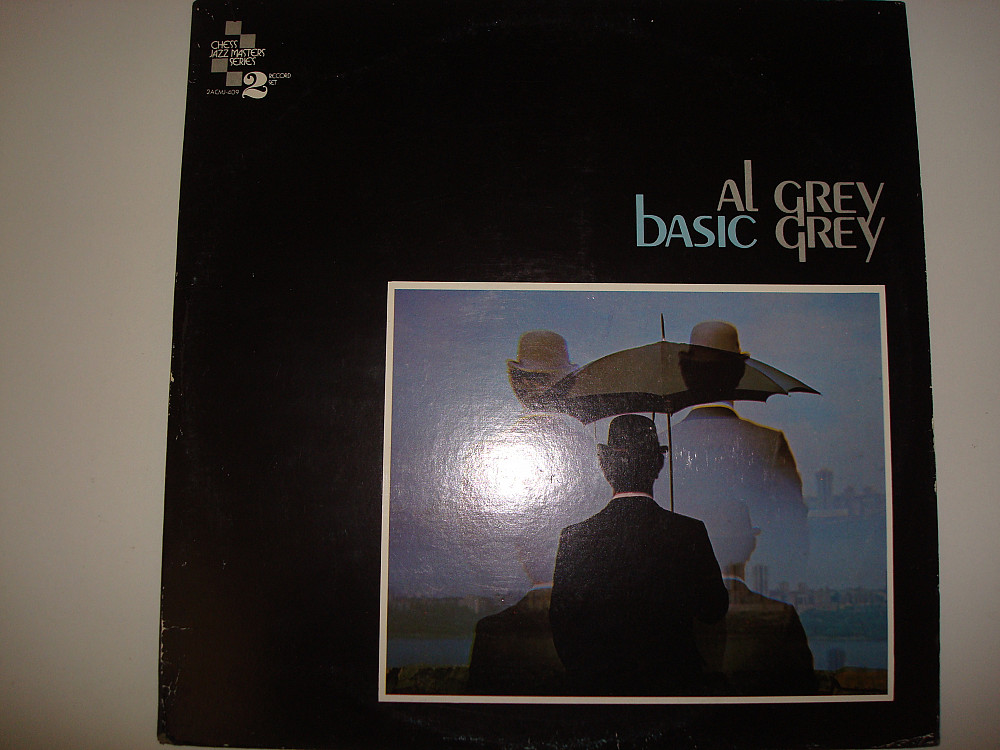 CHESS
JAZZ MASTERS
SERIES
2 RECORD
SET
2ACMJ-409
Al GREY
bASIC GREY